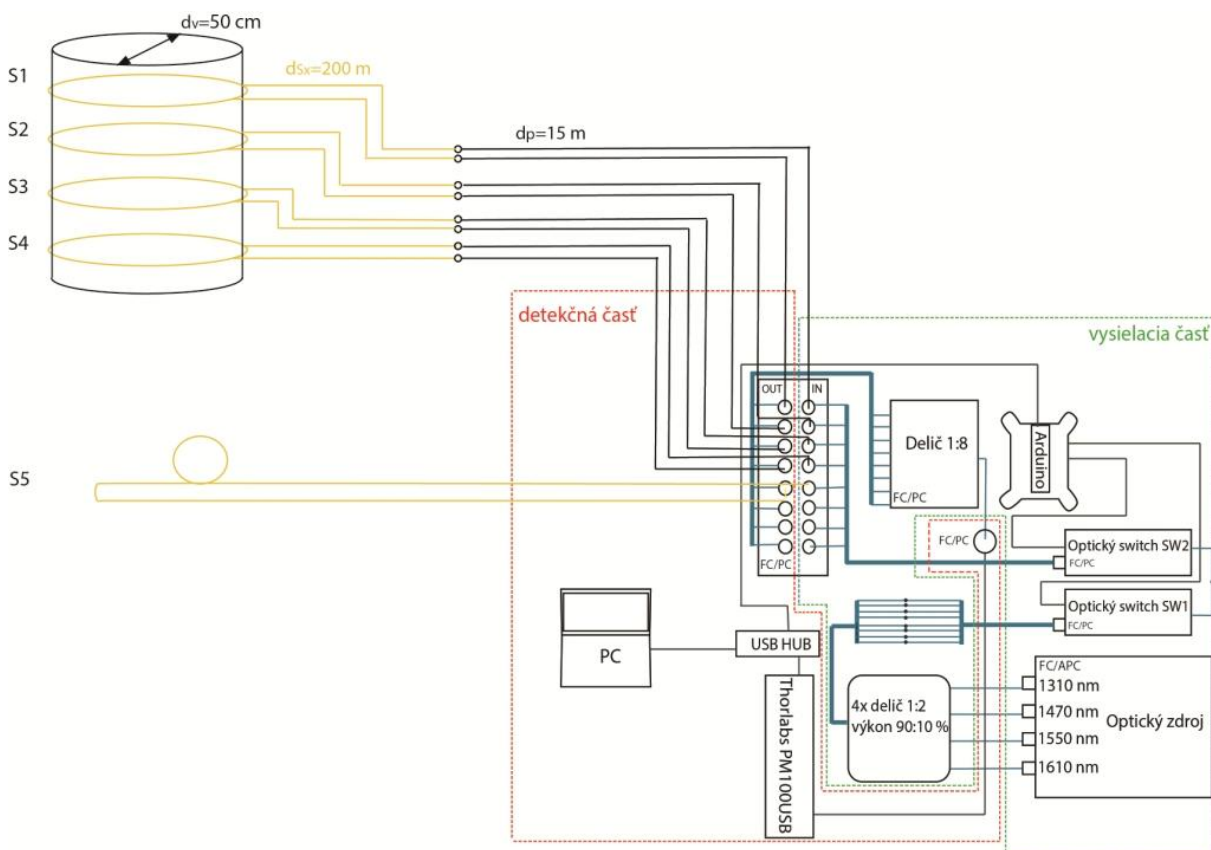 dv=50 cm
S1
dSx=200 m
S2
dp=15 m
S3
S4
detekčná časť
vysielacia časť
OUT
IN
Delič 1:8
FC/PC
Arduino
S5
FC/PC
Optický switch SW2
FC/PC
FC/PC
Optický switch SW1
FC/PC
PC
USB HUB
Thorlabs PM100USB
4x delič 1:2
výkon 90:10 %
FC/APC
1310 nm
1470 nm
1550 nm
1610 nm
Optický zdroj